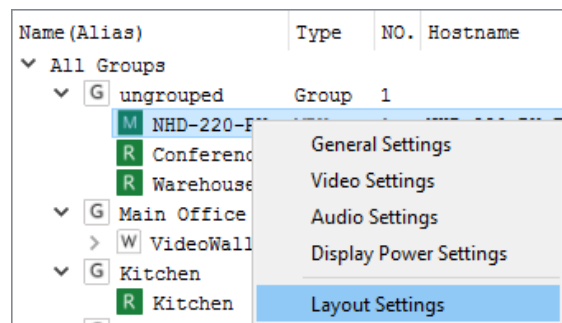 Name(Alias) Type NO. Hostname
All Groups
G ungrouped Group 1
M NHD-220-
R Conferenc
General Settings
R Warehouse
Video Settings
G Main Office
Audio Settings
W VideoWall
Display Power Settings
G Kitchen
R Kitchen
Layout Settings